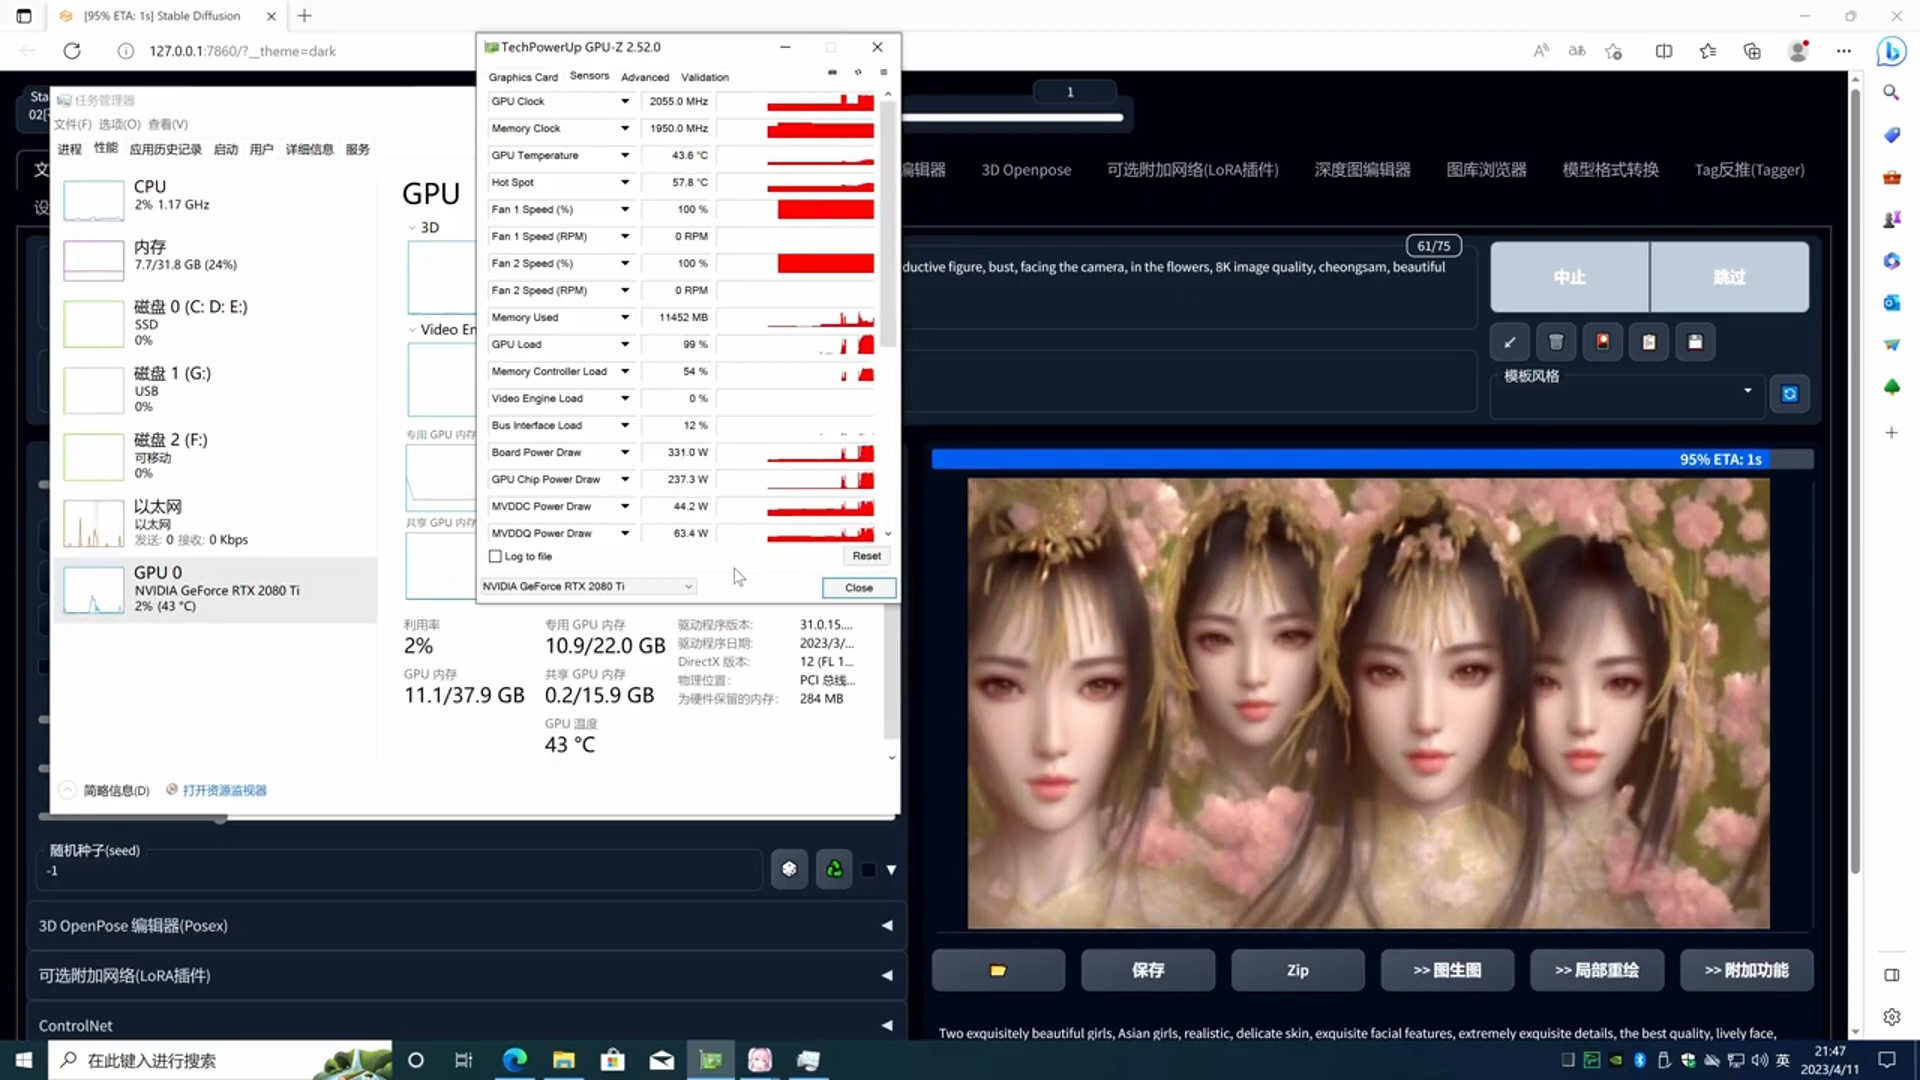 [95% ETA: 1s] Stable Diffusion
127.0.0.1:7860/?__theme=dark
任务管理器
文件(F) 选项(O) 查看(V)
进程 性能 应用历史记录 启动 用户 详细信息 服务
CPU
2% 1.17 GHz
内存
7.7/31.8 GB (24%)
磁盘 0 (C: D: E:)
SSD
0%
磁盘 1 (G:)
USB
0%
磁盘 2 (F:)
可移动
0%
以太网
以太网
发送: 0 接收: 0 Kbps
GPU 0
NVIDIA GeForce RTX 2080 Ti
2% (43 °C)
GPU
3D
Video En
专用 GPU 内存
共享 GPU 内存
利用率
2%
专用 GPU 内存
10.9/22.0 GB
驱动程序版本: 31.0.15....
驱动程序日期: 2023/3/...
DirectX 版本: 12 (FL 1...
物理位置: PCI 总线...
为硬件保留的内存: 284 MB
GPU 内存
11.1/37.9 GB
共享 GPU 内存
0.2/15.9 GB
GPU 温度
43 °C
简略信息(D) 打开资源监视器
TechPowerUp GPU-Z 2.52.0
Graphics Card Sensors Advanced Validation
GPU Clock 2055.0 MHz
Memory Clock 1950.0 MHz
GPU Temperature 43.6 °C
Hot Spot 57.8 °C
Fan 1 Speed (%) 100 %
Fan 1 Speed (RPM) 0 RPM
Fan 2 Speed (%) 100 %
Fan 2 Speed (RPM) 0 RPM
Memory Used 11452 MB
GPU Load 99 %
Memory Controller Load 54 %
Video Engine Load 0 %
Bus Interface Load 12 %
Board Power Draw 331.0 W
GPU Chip Power Draw 237.3 W
MVDDC Power Draw 44.2 W
MVDDQ Power Draw 63.4 W
Log to file Reset
NVIDIA GeForce RTX 2080 Ti Close
Sta
02[
1
文
设
编辑器 3D Openpose 可选附加网络(LoRA插件) 深度图编辑器 图库浏览器 模型格式转换 Tag反推(Tagger)
61/75
ductive figure, bust, facing the camera, in the flowers, 8K image quality, cheongsam, beautiful
中止 跳过
模板风格
95% ETA: 1s
随机种子(seed)
-1
3D OpenPose 编辑器(Posex)
可选附加网络(LoRA插件)
ControlNet
保存 Zip >> 图生图 >> 局部重绘 >> 附加功能
Two exquisitely beautiful girls, Asian girls, realistic, delicate skin, exquisite facial features, extremely exquisite details, the best quality, lively face,
在此键入进行搜索
英
21:47
2023/4/11